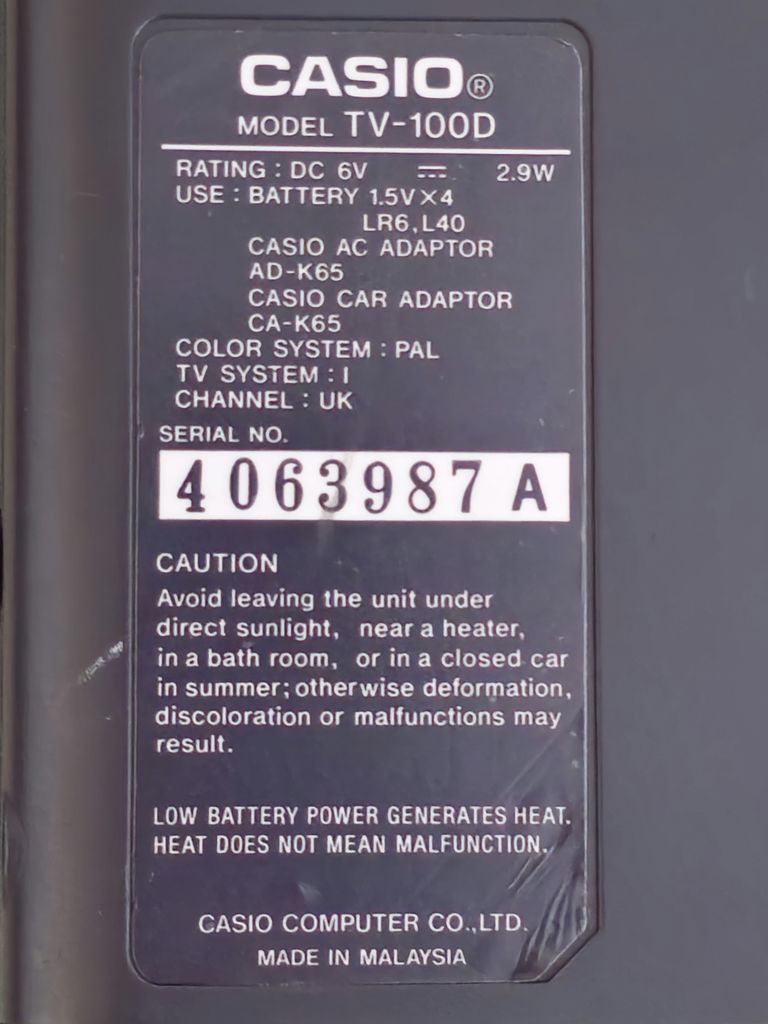 CASIO®
MODEL TV-100D
RATING : DC 6V ⎓ 2.9W
USE : BATTERY 1.5V×4
LR6, L40
CASIO AC ADAPTOR
AD-K65
CASIO CAR ADAPTOR
CA-K65
COLOR SYSTEM : PAL
TV SYSTEM : I
CHANNEL : UK
SERIAL NO.
4063987A
CAUTION
Avoid leaving the unit under
direct sunlight, near a heater,
in a bath room, or in a closed car
in summer; otherwise deformation,
discoloration or malfunctions may
result.
LOW BATTERY POWER GENERATES HEAT.
HEAT DOES NOT MEAN MALFUNCTION.
CASIO COMPUTER CO.,LTD.
MADE IN MALAYSIA